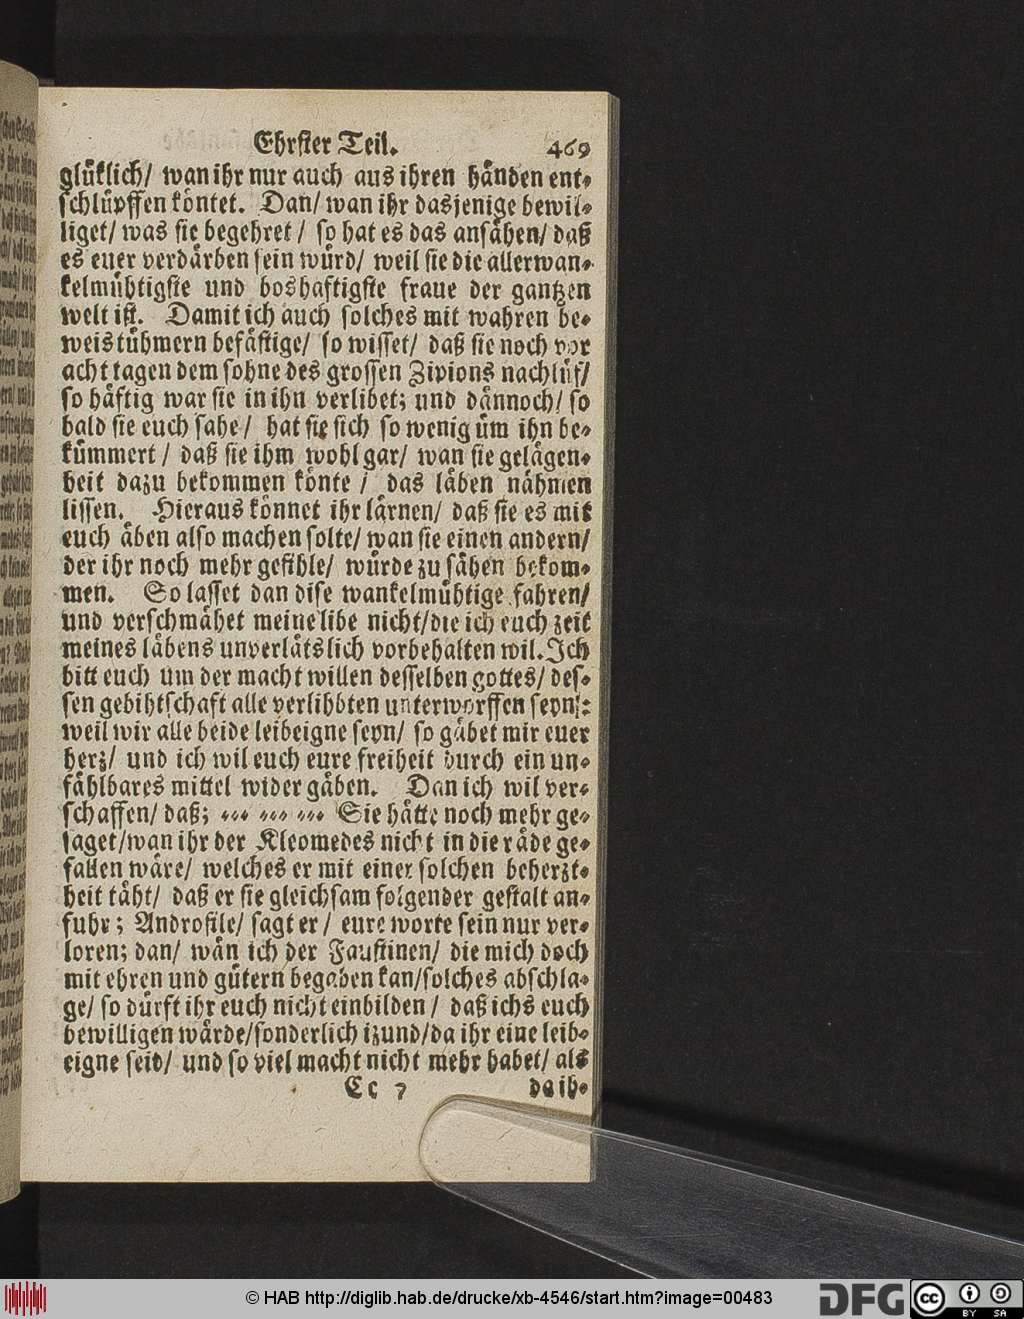 Ehrſter Teil. 469
glüklich/ wan ihr nur auch aus ihren händen ent-
ſchlüpffen köntet. Dan/ wan ihr dasjenige bewil-
liget/ was ſie begehret/ ſo hat es das anſähen/ daß
es euer verdärben ſein würd/ weil ſie die allerwan-
kelmühtigſte und boshaftigſte fraue der gantzen
welt iſt. Damit ich auch ſolches mit wahren be-
weistühmern befäſtige/ ſo wiſſet/ daß ſie noch vor
acht tagen dem ſohne des groſſen Zipions nachlüf/
ſo häftig war ſie in ihn verlibet; und dännoch/ ſo
bald ſie euch ſahe/ hat ſie ſich ſo wenig üm ihn be-
kümmert/ daß ſie ihm wohl gar/ wan ſie gelägen-
heit dazu bekommen könte/ das läben nähmen
liſſen. Hieraus könnet ihr lärnen/ daß ſie es mit
euch äben alſo machen ſolte/ wan ſie einen andern/
der ihr noch mehr gefihle/ würde zu ſähen bekom-
men. So laſſet dan diſe wankelmühtige fahren/
und verſchmähet meine libe nicht/ die ich euch zeit
meines läbens unverlätslich vorbehalten wil. Ich
bitt euch um der macht willen deſſelben gottes/ deſ-
ſen gebihtſchaft alle verlihbten unterworffen ſeyn:
weil wir alle beide leibeigne ſeyn/ ſo gäbet mir euer
herz/ und ich wil euch eure freiheit durch ein un-
fählbares mittel wider gäben. Dan ich wil ver-
ſchaffen/ daß; ... ... ... Sie hätte noch mehr ge-
ſaget/ wan ihr der Kleomedes nicht in die räde ge-
fallen wäre/ welches er mit einer ſolchen beherzt-
heit täht/ daß er ſie gleichſam folgender geſtalt an-
fuhr; Androſile/ ſagt er/ eure worte ſein nur ver-
loren; dan/ wän ich der Fauſtinen/ die mich doch
mit ehren und gütern begaben kan/ ſolches abſchla-
ge/ ſo dürft ihr euch nicht einbilden/ daß ichs euch
bewilligen wärde/ ſonderlich izund/ da ihr eine leib-
eigne ſeid/ und ſo viel macht nicht mehr habet/ als
Cc 7 da ih-
© HAB http://diglib.hab.de/drucke/xb-4546/start.htm?image=00483
DFG
cc BY SA